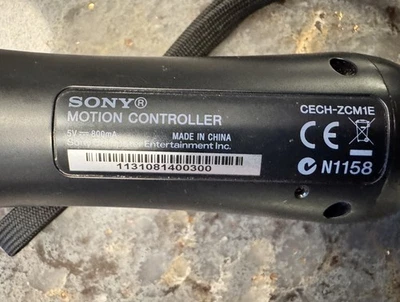 SONY®
MOTION CONTROLLER
CECH-ZCM1E
5V ⎓ 800mA
MADE IN CHINA
Entertainment Inc.
CE
N1158
1131081400300